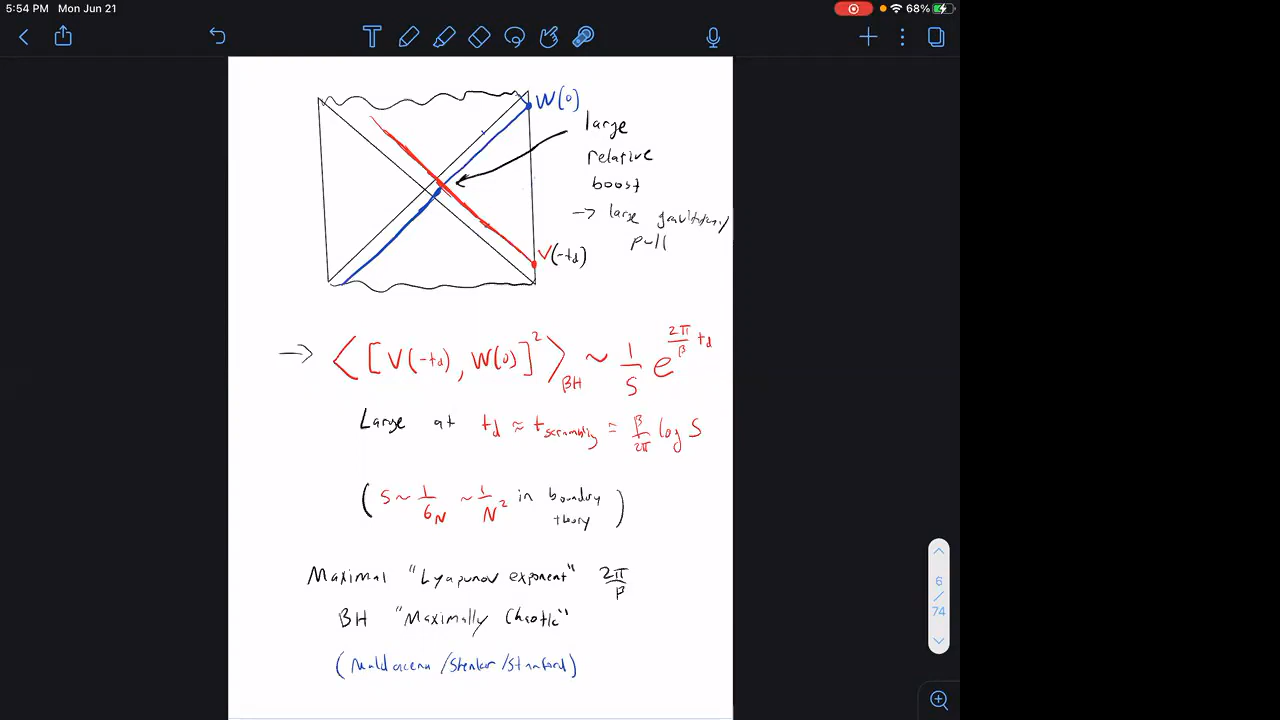 5:54 PM Mon Jun 21
68%
W(0)
large
relative
boost
→ large gravitational
pull
V(-td)
→ ⟨[V(-td), W(0)]²⟩BH ~ 1/S e^(2π/β td)
Large at td ≈ tscrambling = β/2π log S
(S ~ 1/GN ~ 1/N² in boundary
theory)
Maximal "Lyapunov exponent" 2π/β
BH "Maximally Chaotic"
(Maldacena/Shenker/Stanford)
6
/
74